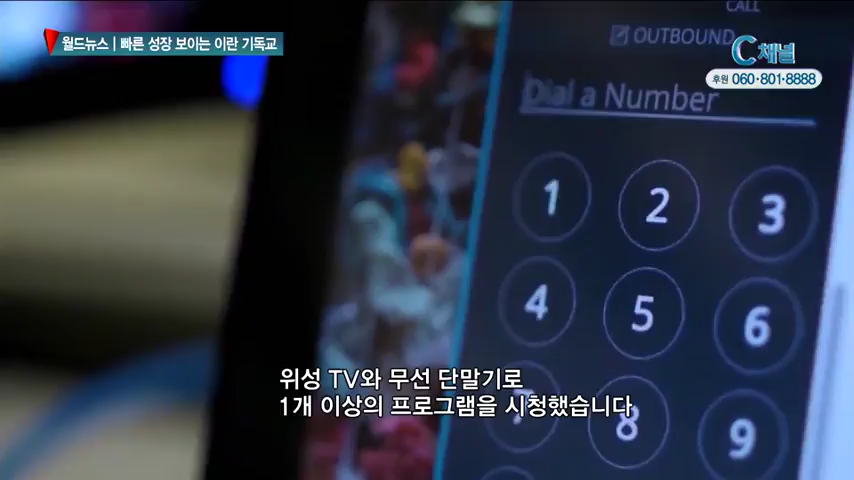 CALL
월드뉴스 | 빠른 성장 보이는 이란 기독교
OUTBOUND
C채널
후원 060·801·8888
Dial a Number
1 2 3
4 5 6
7 8 9
위성 TV와 무선 단말기로
1개 이상의 프로그램을 시청했습니다